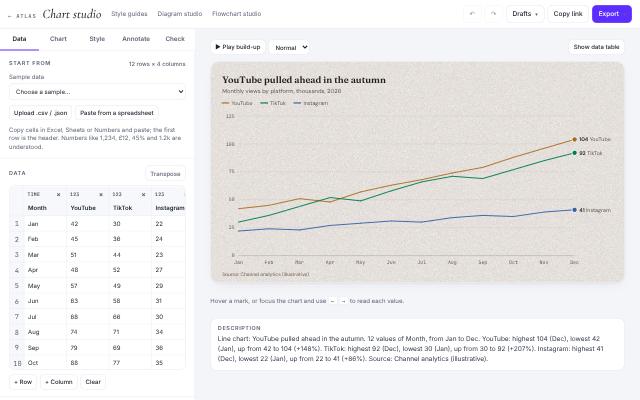 ← ATLAS Chart studio Style guides Diagram studio Flowchart studio Drafts Copy link Export
Data Chart Style Annotate Check
START FROM 12 rows × 4 columns
Sample data
Choose a sample...
Upload .csv / .json Paste from a spreadsheet
Copy cells in Excel, Sheets or Numbers and paste; the first
row is the header. Numbers like 1,234, £12, 45% and 1.2k are
understood.
DATA Transpose
TIME × 123 × 123 × 123
Month YouTube TikTok Instagram
1 Jan 42 30 22
2 Feb 45 36 24
3 Mar 51 44 23
4 Apr 48 52 27
5 May 57 49 29
6 Jun 63 58 31
7 Jul 68 66 30
8 Aug 74 71 34
9 Sep 79 69 36
10 Oct 88 77 35
+ Row + Column Clear
▶ Play build-up Normal Show data table
YouTube pulled ahead in the autumn
Monthly views by platform, thousands, 2026
YouTube TikTok Instagram
125
100
75
50
25
0
104 YouTube
92 TikTok
41 Instagram
Jan Feb Mar Apr May Jun Jul Aug Sep Oct Nov Dec
Source: Channel analytics (illustrative)
Hover a mark, or focus the chart and use ← → to read each value.
DESCRIPTION
Line chart: YouTube pulled ahead in the autumn. 12 values of Month, from Jan to Dec. YouTube: highest 104 (Dec), lowest 42
(Jan), up from 42 to 104 (+148%). TikTok: highest 92 (Dec), lowest 30 (Jan), up from 30 to 92 (+207%). Instagram: highest 41
(Dec), lowest 22 (Jan), up from 22 to 41 (+86%). Source: Channel analytics (illustrative).